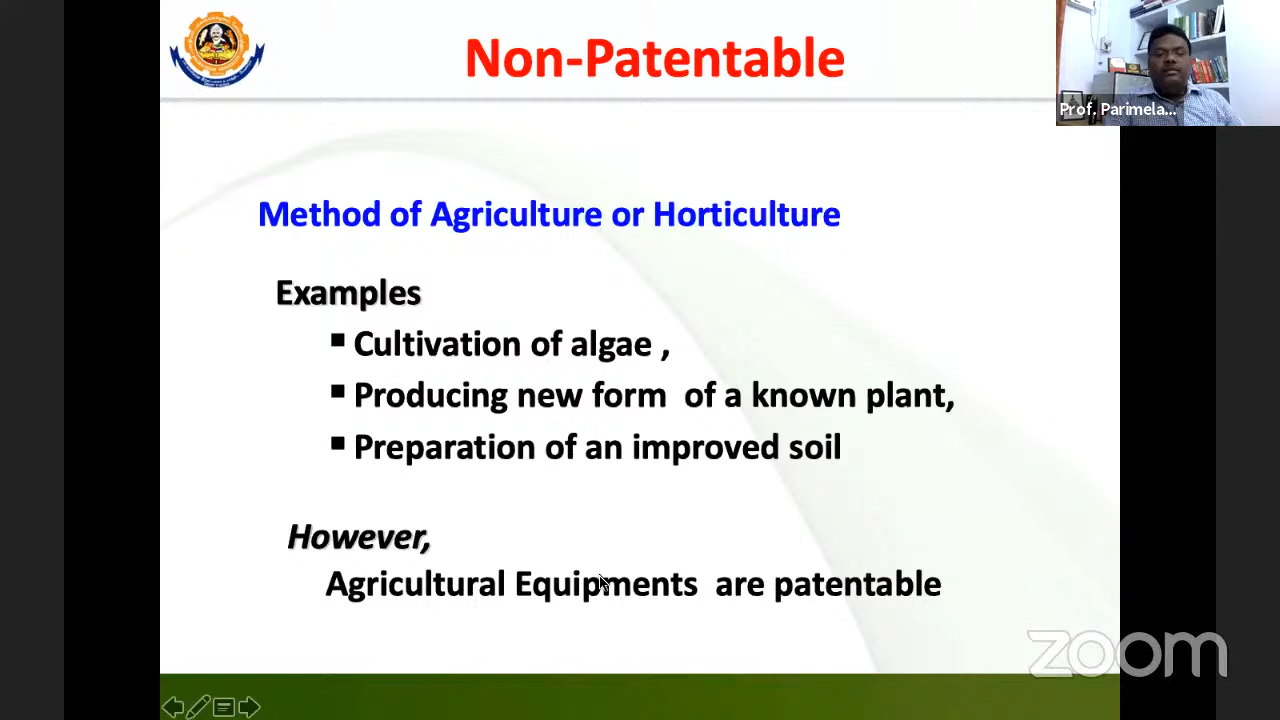 Non-Patentable
Prof. Parimela...
Method of Agriculture or Horticulture
Examples
▪ Cultivation of algae ,
▪ Producing new form of a known plant,
▪ Preparation of an improved soil
However,
Agricultural Equipments are patentable
zoom